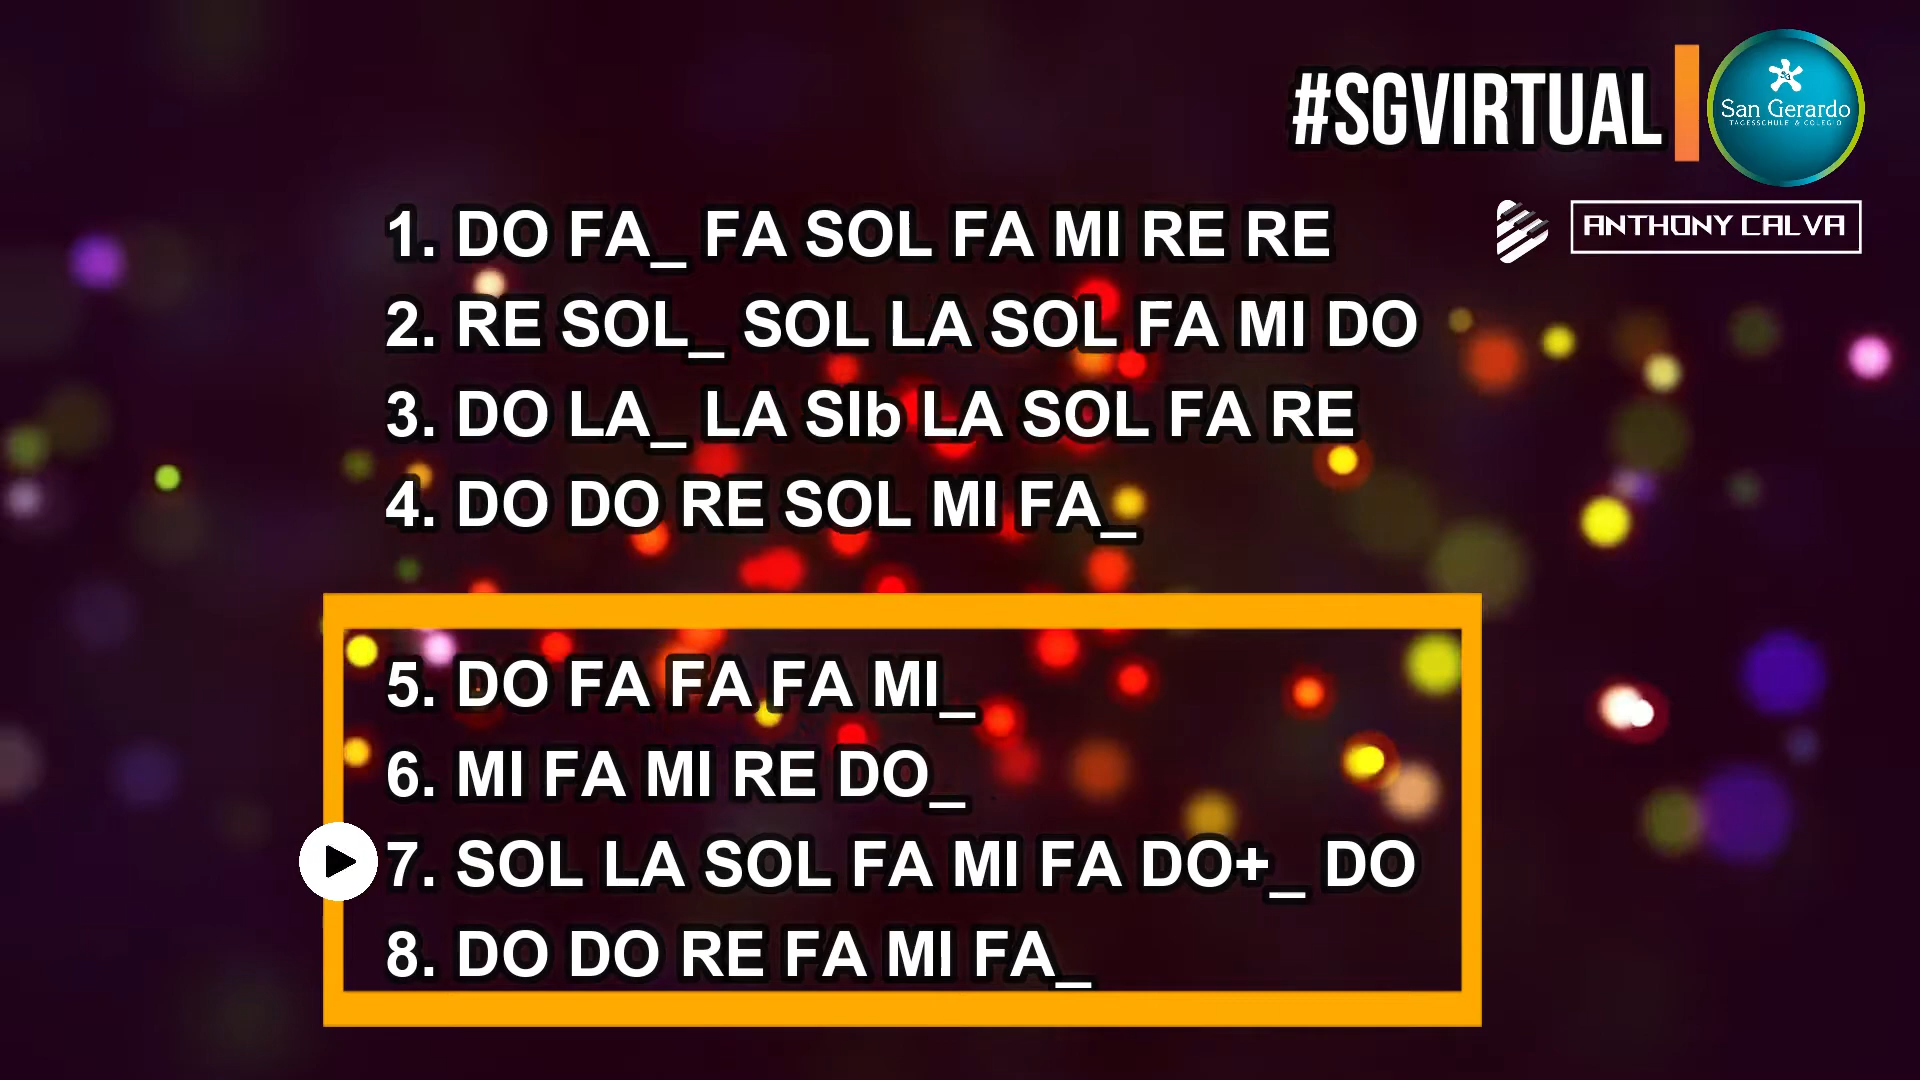 #SGVIRTUAL
San Gerardo
TAGESSCHULE & COLEGIO
ANTHONY CALVA
1. DO FA_ FA SOL FA MI RE RE
2. RE SOL_ SOL LA SOL FA MI DO
3. DO LA_ LA SIb LA SOL FA RE
4. DO DO RE SOL MI FA_
5. DO FA FA FA MI_
6. MI FA MI RE DO_
7. SOL LA SOL FA MI FA DO+_ DO
8. DO DO RE FA MI FA_